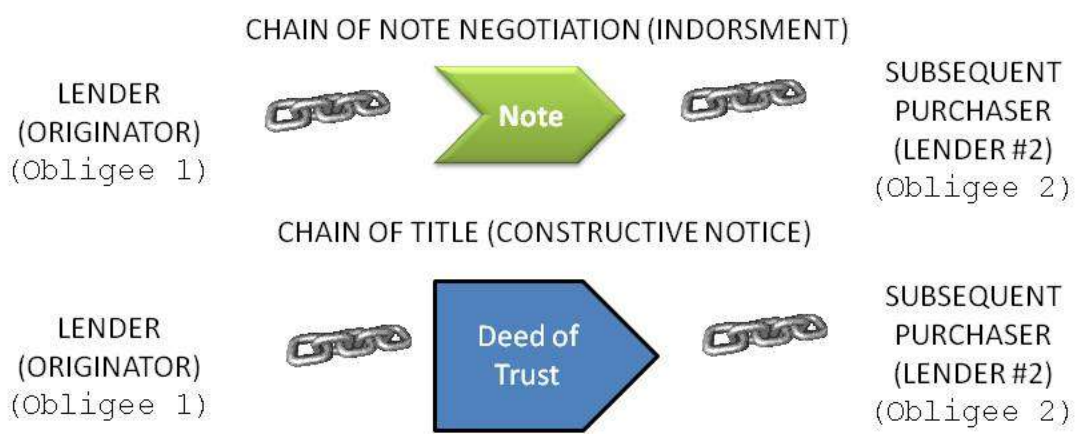 CHAIN OF NOTE NEGOTIATION (INDORSMENT)
LENDER
(ORIGINATOR)
(Obligee 1)
Note
SUBSEQUENT
PURCHASER
(LENDER #2)
(Obligee 2)
CHAIN OF TITLE (CONSTRUCTIVE NOTICE)
LENDER
(ORIGINATOR)
(Obligee 1)
Deed of
Trust
SUBSEQUENT
PURCHASER
(LENDER #2)
(Obligee 2)